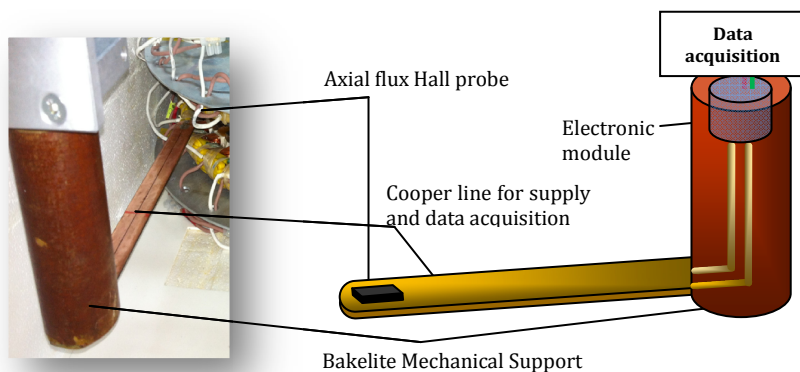 Data
acquisition
Axial flux Hall probe
Electronic
module
Cooper line for supply
and data acquisition
Bakelite Mechanical Support